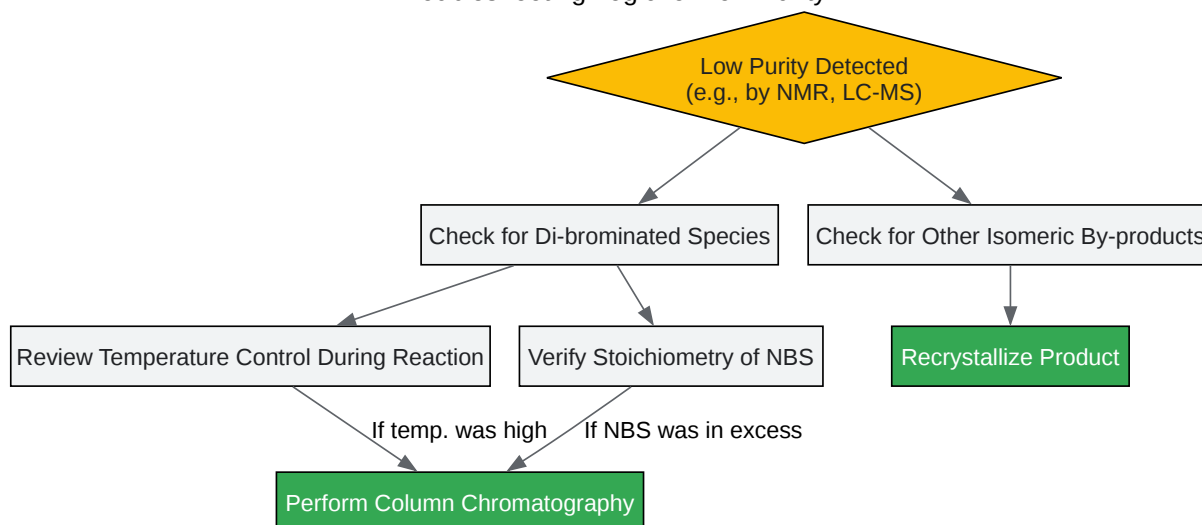 Low Purity Detected
(e.g., by NMR, LC-MS)
Check for Di-brominated Species
Check for Other Isomeric By-products
Review Temperature Control During Reaction
Verify Stoichiometry of NBS
Recrystallize Product
If temp. was high
If NBS was in excess
Perform Column Chromatography